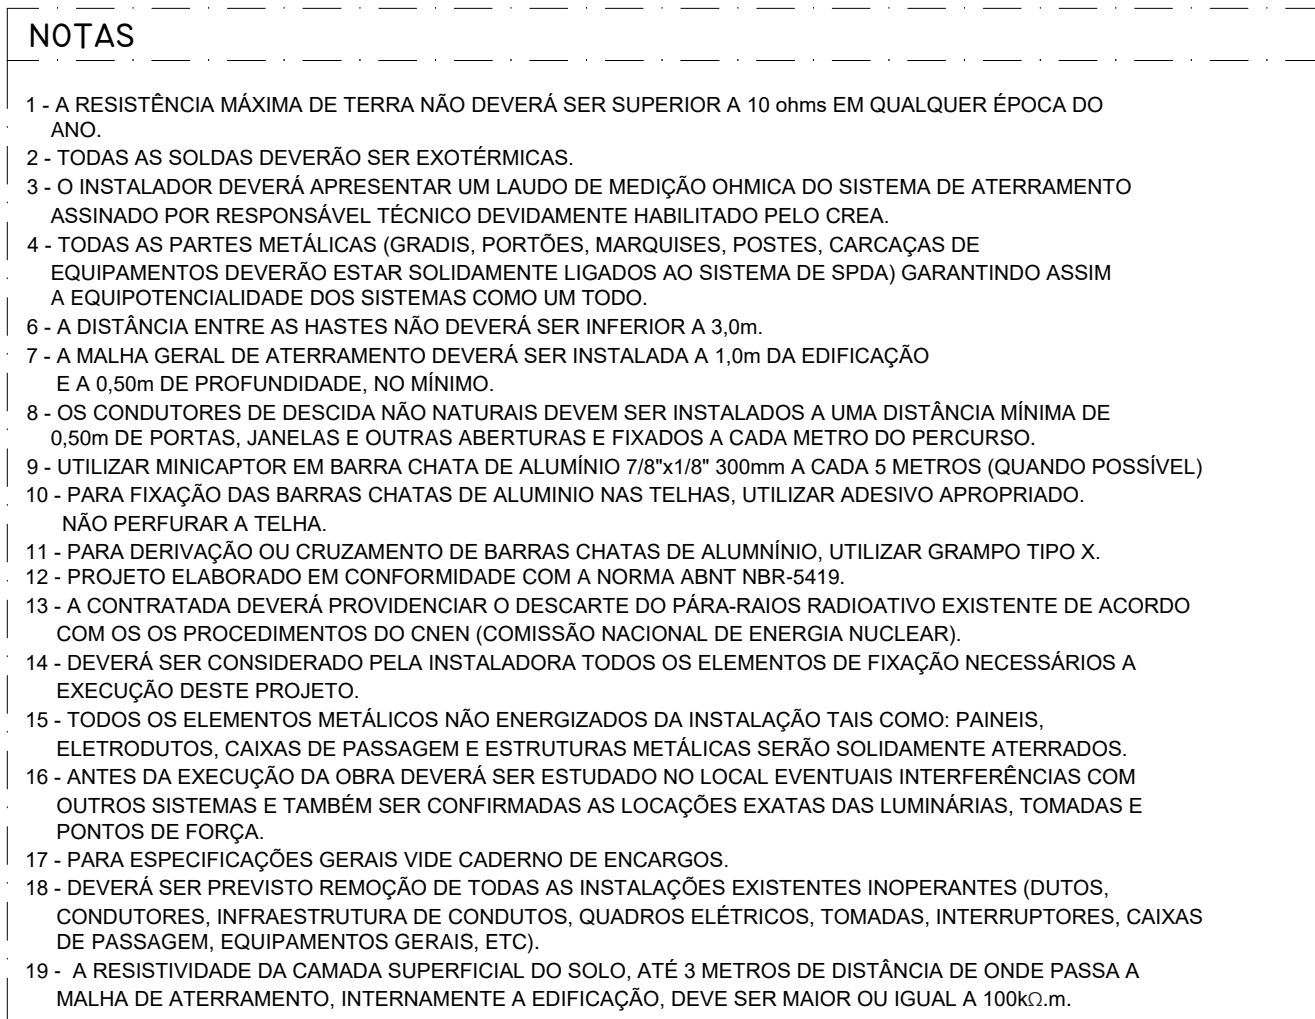 NOTAS
1 - A RESISTÊNCIA MÁXIMA DE TERRA NÃO DEVERÁ SER SUPERIOR A 10 ohms EM QUALQUER ÉPOCA DO
ANO.
2 - TODAS AS SOLDAS DEVERÃO SER EXOTÉRMICAS.
3 - O INSTALADOR DEVERÁ APRESENTAR UM LAUDO DE MEDIÇÃO OHMICA DO SISTEMA DE ATERRAMENTO
ASSINADO POR RESPONSÁVEL TÉCNICO DEVIDAMENTE HABILITADO PELO CREA.
4 - TODAS AS PARTES METÁLICAS (GRADIS, PORTÕES, MARQUISES, POSTES, CARCAÇAS DE
EQUIPAMENTOS DEVERÃO ESTAR SOLIDAMENTE LIGADOS AO SISTEMA DE SPDA) GARANTINDO ASSIM
A EQUIPOTENCIALIDADE DOS SISTEMAS COMO UM TODO.
6 - A DISTÂNCIA ENTRE AS HASTES NÃO DEVERÁ SER INFERIOR A 3,0m.
7 - A MALHA GERAL DE ATERRAMENTO DEVERÁ SER INSTALADA A 1,0m DA EDIFICAÇÃO
E A 0,50m DE PROFUNDIDADE, NO MÍNIMO.
8 - OS CONDUTORES DE DESCIDA NÃO NATURAIS DEVEM SER INSTALADOS A UMA DISTÂNCIA MÍNIMA DE
0,50m DE PORTAS, JANELAS E OUTRAS ABERTURAS E FIXADOS A CADA METRO DO PERCURSO.
9 - UTILIZAR MINICAPTOR EM BARRA CHATA DE ALUMÍNIO 7/8"x1/8" 300mm A CADA 5 METROS (QUANDO POSSÍVEL)
10 - PARA FIXAÇÃO DAS BARRAS CHATAS DE ALUMINIO NAS TELHAS, UTILIZAR ADESIVO APROPRIADO.
NÃO PERFURAR A TELHA.
11 - PARA DERIVAÇÃO OU CRUZAMENTO DE BARRAS CHATAS DE ALUMNÍNIO, UTILIZAR GRAMPO TIPO X.
12 - PROJETO ELABORADO EM CONFORMIDADE COM A NORMA ABNT NBR-5419.
13 - A CONTRATADA DEVERÁ PROVIDENCIAR O DESCARTE DO PÁRA-RAIOS RADIOATIVO EXISTENTE DE ACORDO
COM OS OS PROCEDIMENTOS DO CNEN (COMISSÃO NACIONAL DE ENERGIA NUCLEAR).
14 - DEVERÁ SER CONSIDERADO PELA INSTALADORA TODOS OS ELEMENTOS DE FIXAÇÃO NECESSÁRIOS A
EXECUÇÃO DESTE PROJETO.
15 - TODOS OS ELEMENTOS METÁLICOS NÃO ENERGIZADOS DA INSTALAÇÃO TAIS COMO: PAINEIS,
ELETRODUTOS, CAIXAS DE PASSAGEM E ESTRUTURAS METÁLICAS SERÃO SOLIDAMENTE ATERRADOS.
16 - ANTES DA EXECUÇÃO DA OBRA DEVERÁ SER ESTUDADO NO LOCAL EVENTUAIS INTERFERÊNCIAS COM
OUTROS SISTEMAS E TAMBÉM SER CONFIRMADAS AS LOCAÇÕES EXATAS DAS LUMINÁRIAS, TOMADAS E
PONTOS DE FORÇA.
17 - PARA ESPECIFICAÇÕES GERAIS VIDE CADERNO DE ENCARGOS.
18 - DEVERÁ SER PREVISTO REMOÇÃO DE TODAS AS INSTALAÇÕES EXISTENTES INOPERANTES (DUTOS,
CONDUTORES, INFRAESTRUTURA DE CONDUTOS, QUADROS ELÉTRICOS, TOMADAS, INTERRUPTORES, CAIXAS
DE PASSAGEM, EQUIPAMENTOS GERAIS, ETC).
19 - A RESISTIVIDADE DA CAMADA SUPERFICIAL DO SOLO, ATÉ 3 METROS DE DISTÂNCIA DE ONDE PASSA A
MALHA DE ATERRAMENTO, INTERNAMENTE A EDIFICAÇÃO, DEVE SER MAIOR OU IGUAL A 100kΩ.m.